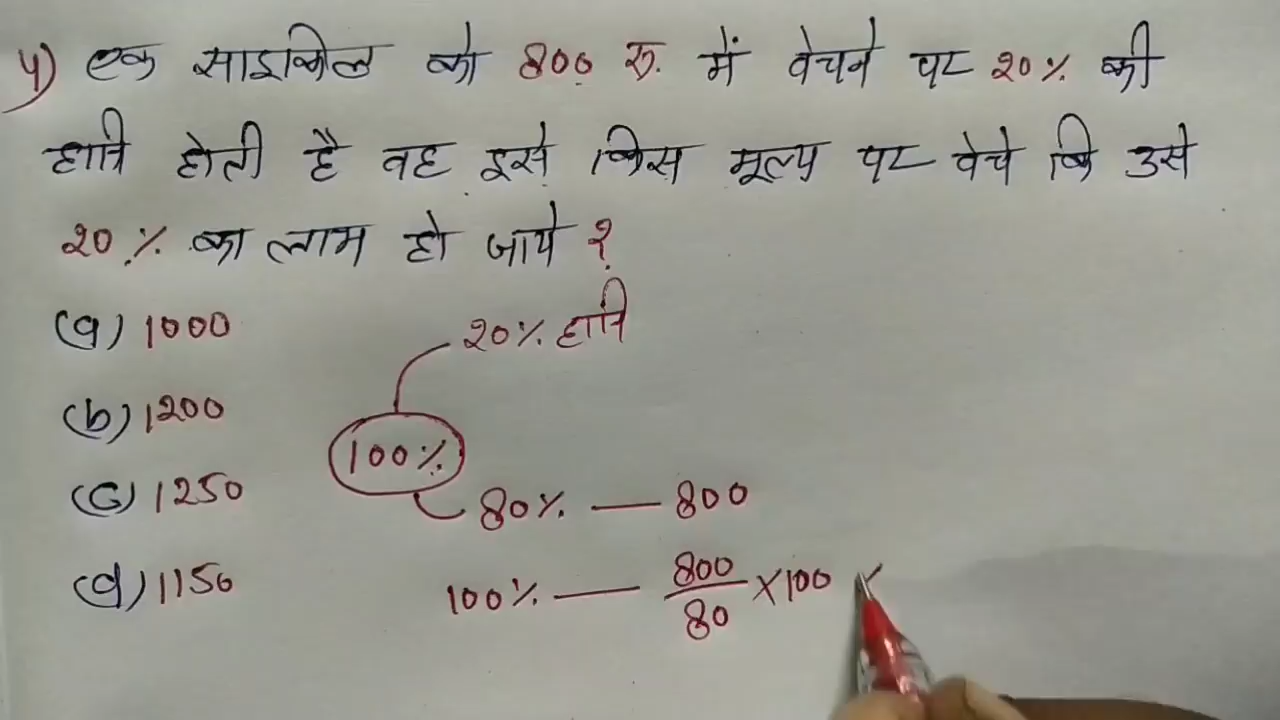 4) एक साइकिल को 800 रु. में बेचने पर 20% की
हानि होती है वह इसे किस मूल्य पर बेचे कि उसे
20% का लाभ हो जाये ?
(a) 1000
(b) 1200
(c) 1250
(d) 1150
20% हानि
100%
80% — 800
100% — 800/80 × 100